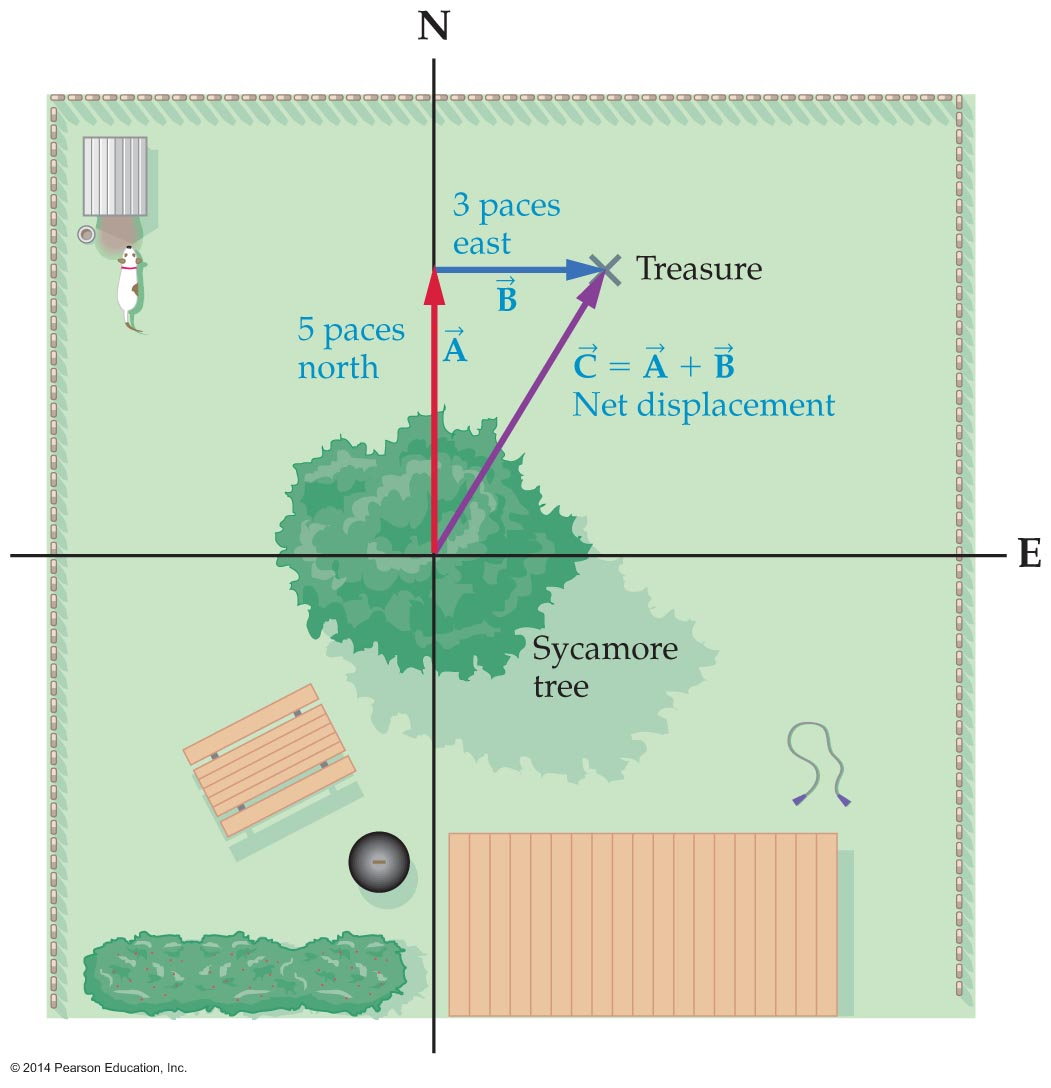 N
3 paces
east
Treasure
B⃗
5 paces
north
A⃗
C⃗ = A⃗ + B⃗
Net displacement
E
Sycamore
tree
© 2014 Pearson Education, Inc.